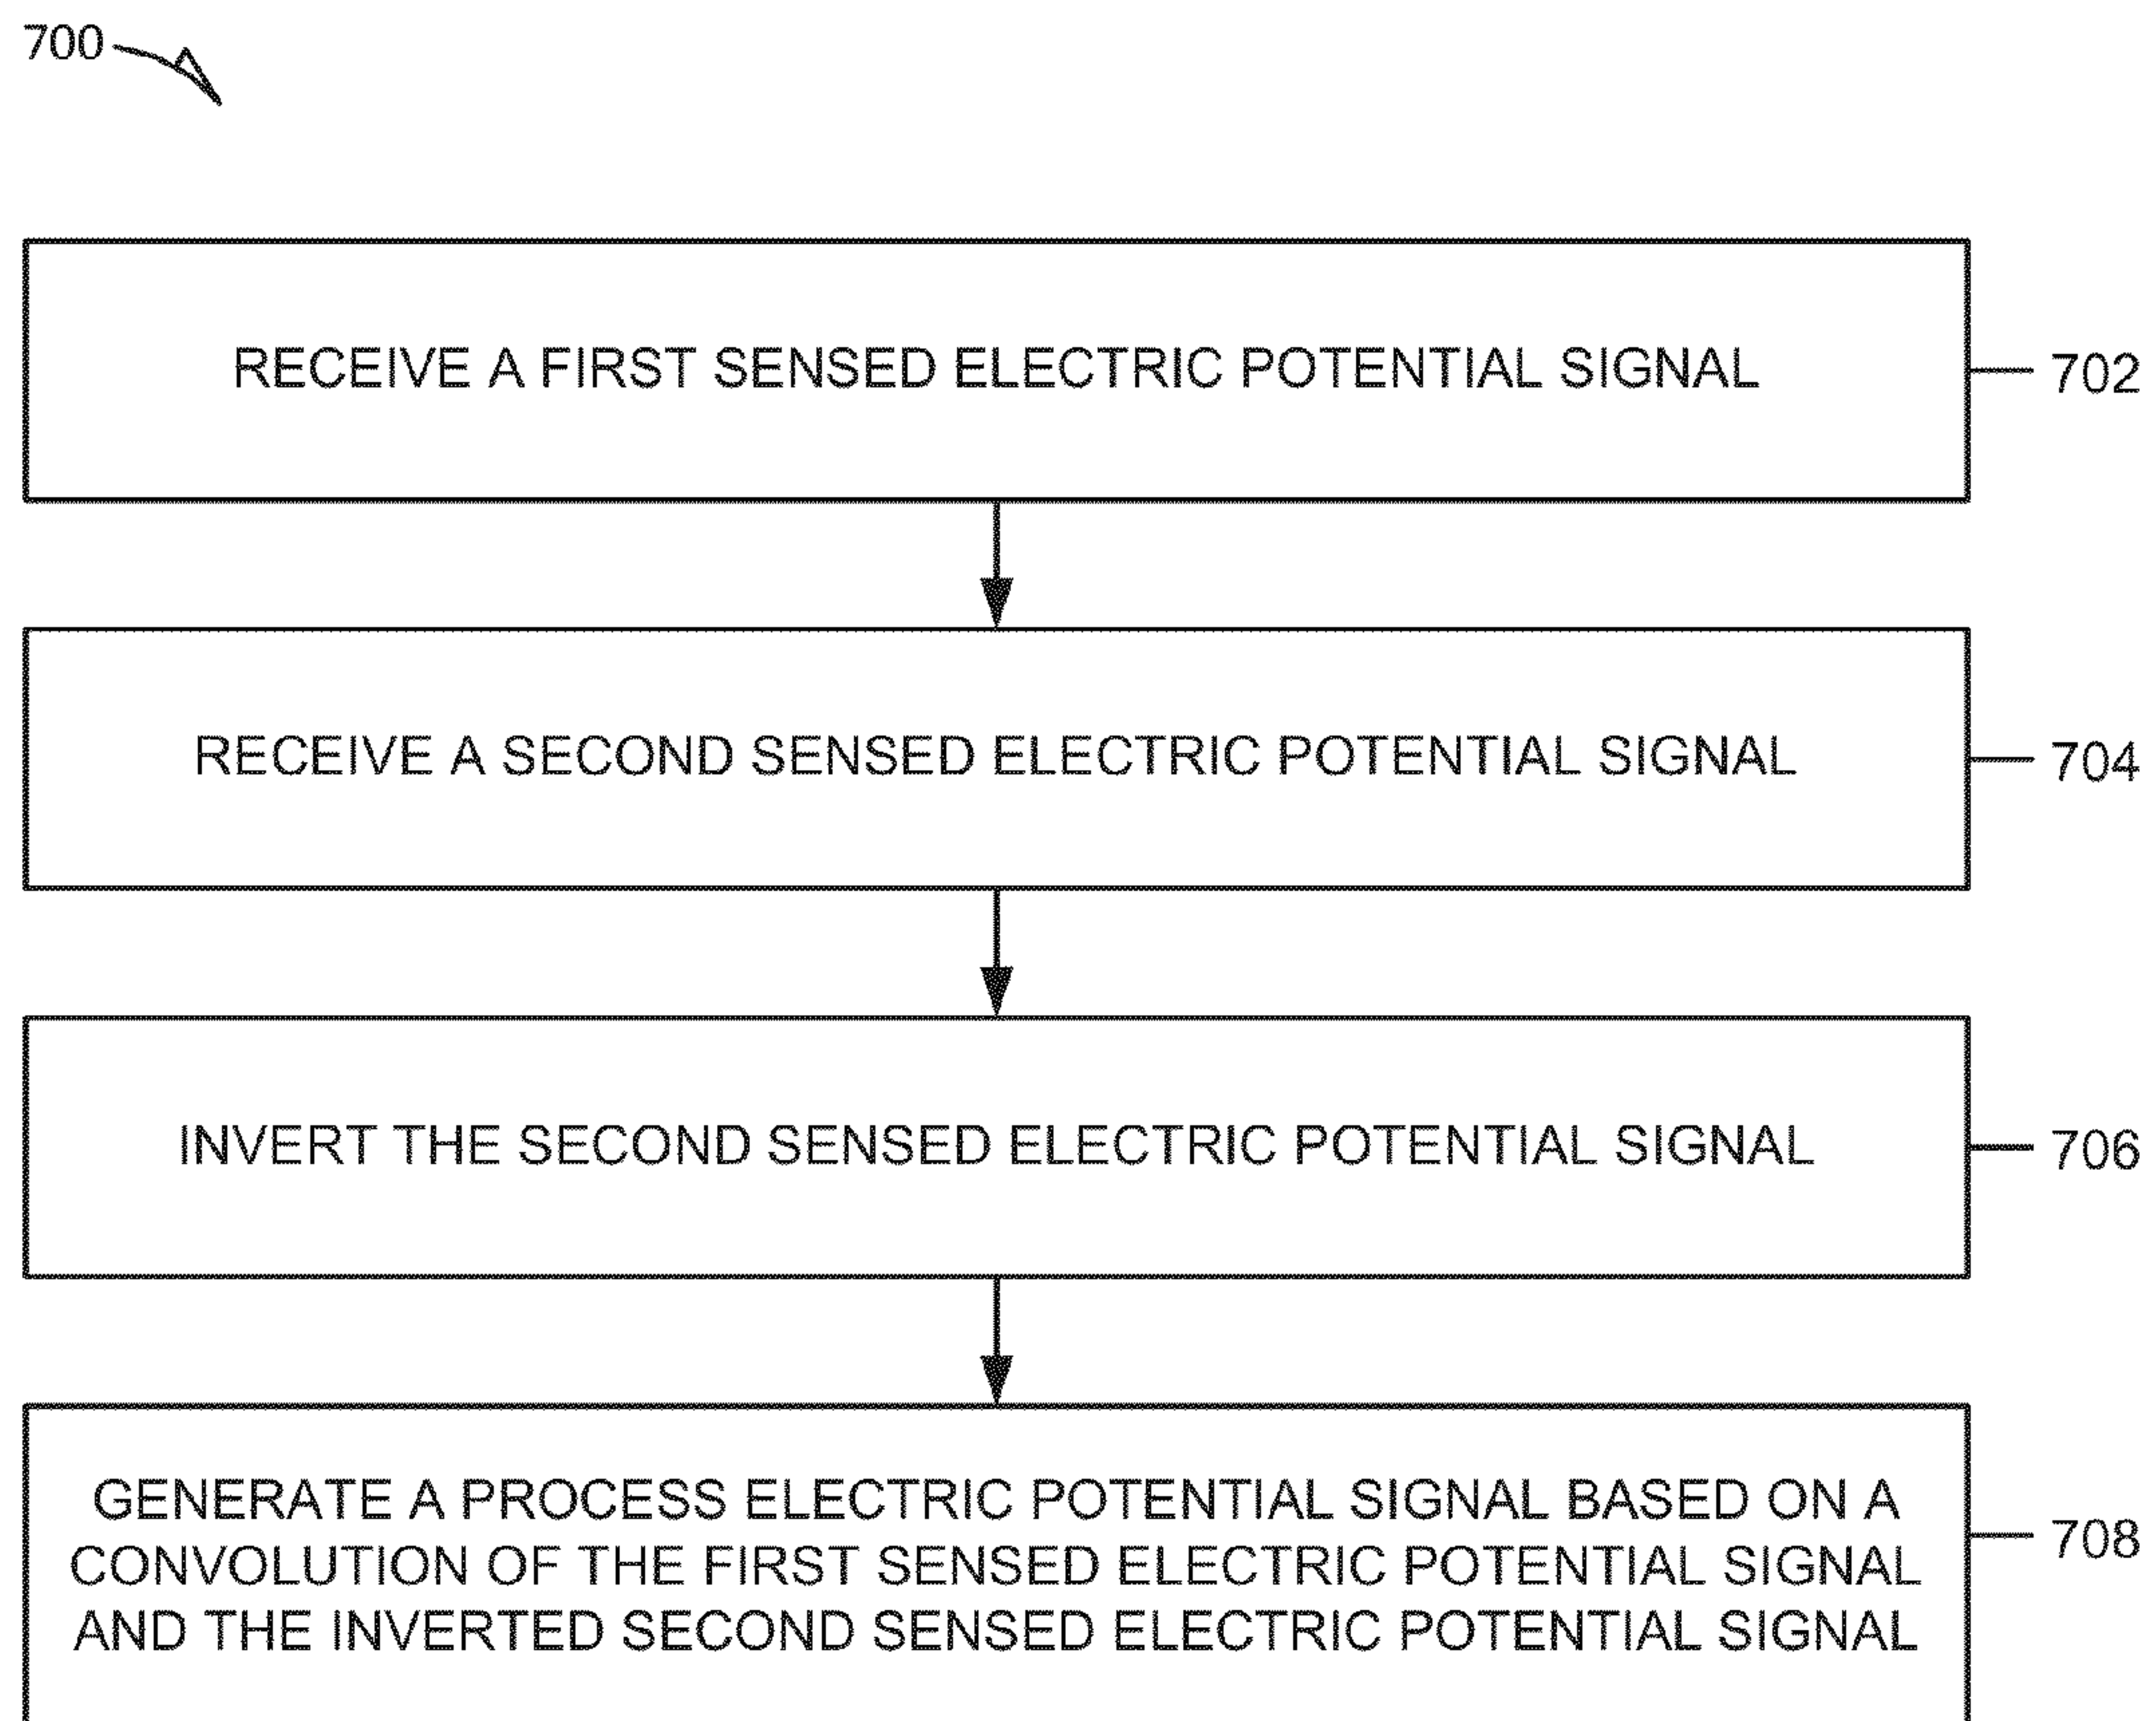 700
RECEIVE A FIRST SENSED ELECTRIC POTENTIAL SIGNAL
702
RECEIVE A SECOND SENSED ELECTRIC POTENTIAL SIGNAL
704
INVERT THE SECOND SENSED ELECTRIC POTENTIAL SIGNAL
706
GENERATE A PROCESS ELECTRIC POTENTIAL SIGNAL BASED ON A
CONVOLUTION OF THE FIRST SENSED ELECTRIC POTENTIAL SIGNAL
AND THE INVERTED SECOND SENSED ELECTRIC POTENTIAL SIGNAL
708